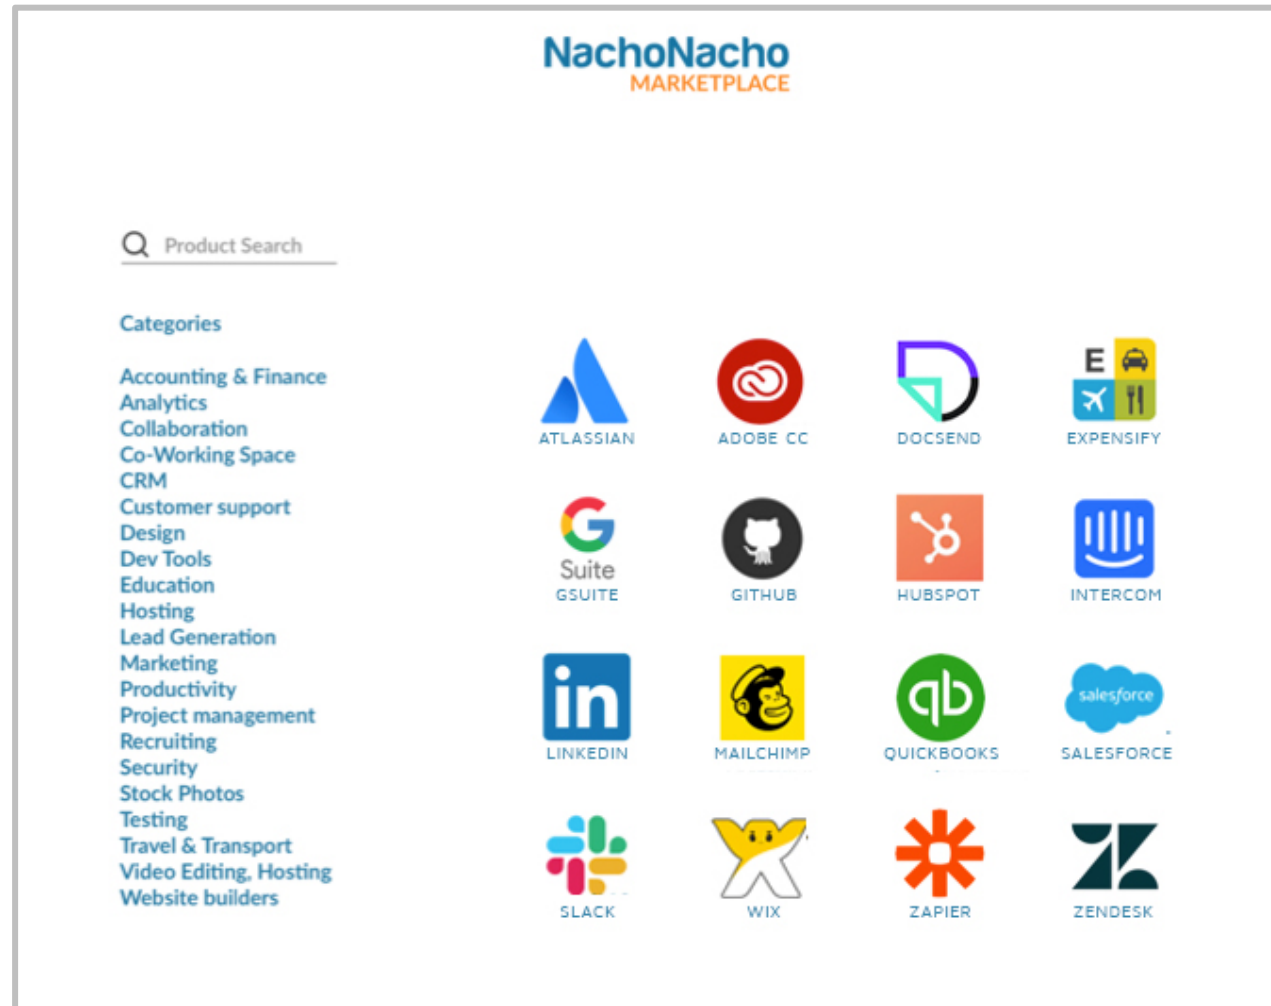 NachoNacho
MARKETPLACE
Product Search
Categories
Accounting & Finance
Analytics
Collaboration
Co-Working Space
CRM
Customer support
Design
Dev Tools
Education
Hosting
Lead Generation
Marketing
Productivity
Project management
Recruiting
Security
Stock Photos
Testing
Travel & Transport
Video Editing, Hosting
Website builders
E
ATLASSIAN ADOBE CC DOCSEND EXPENSIFY
G
Suite
GSUITE GITHUB HUBSPOT INTERCOM
in qb salesforce
LINKEDIN MAILCHIMP QUICKBOOKS SALESFORCE
SLACK WIX ZAPIER ZENDESK